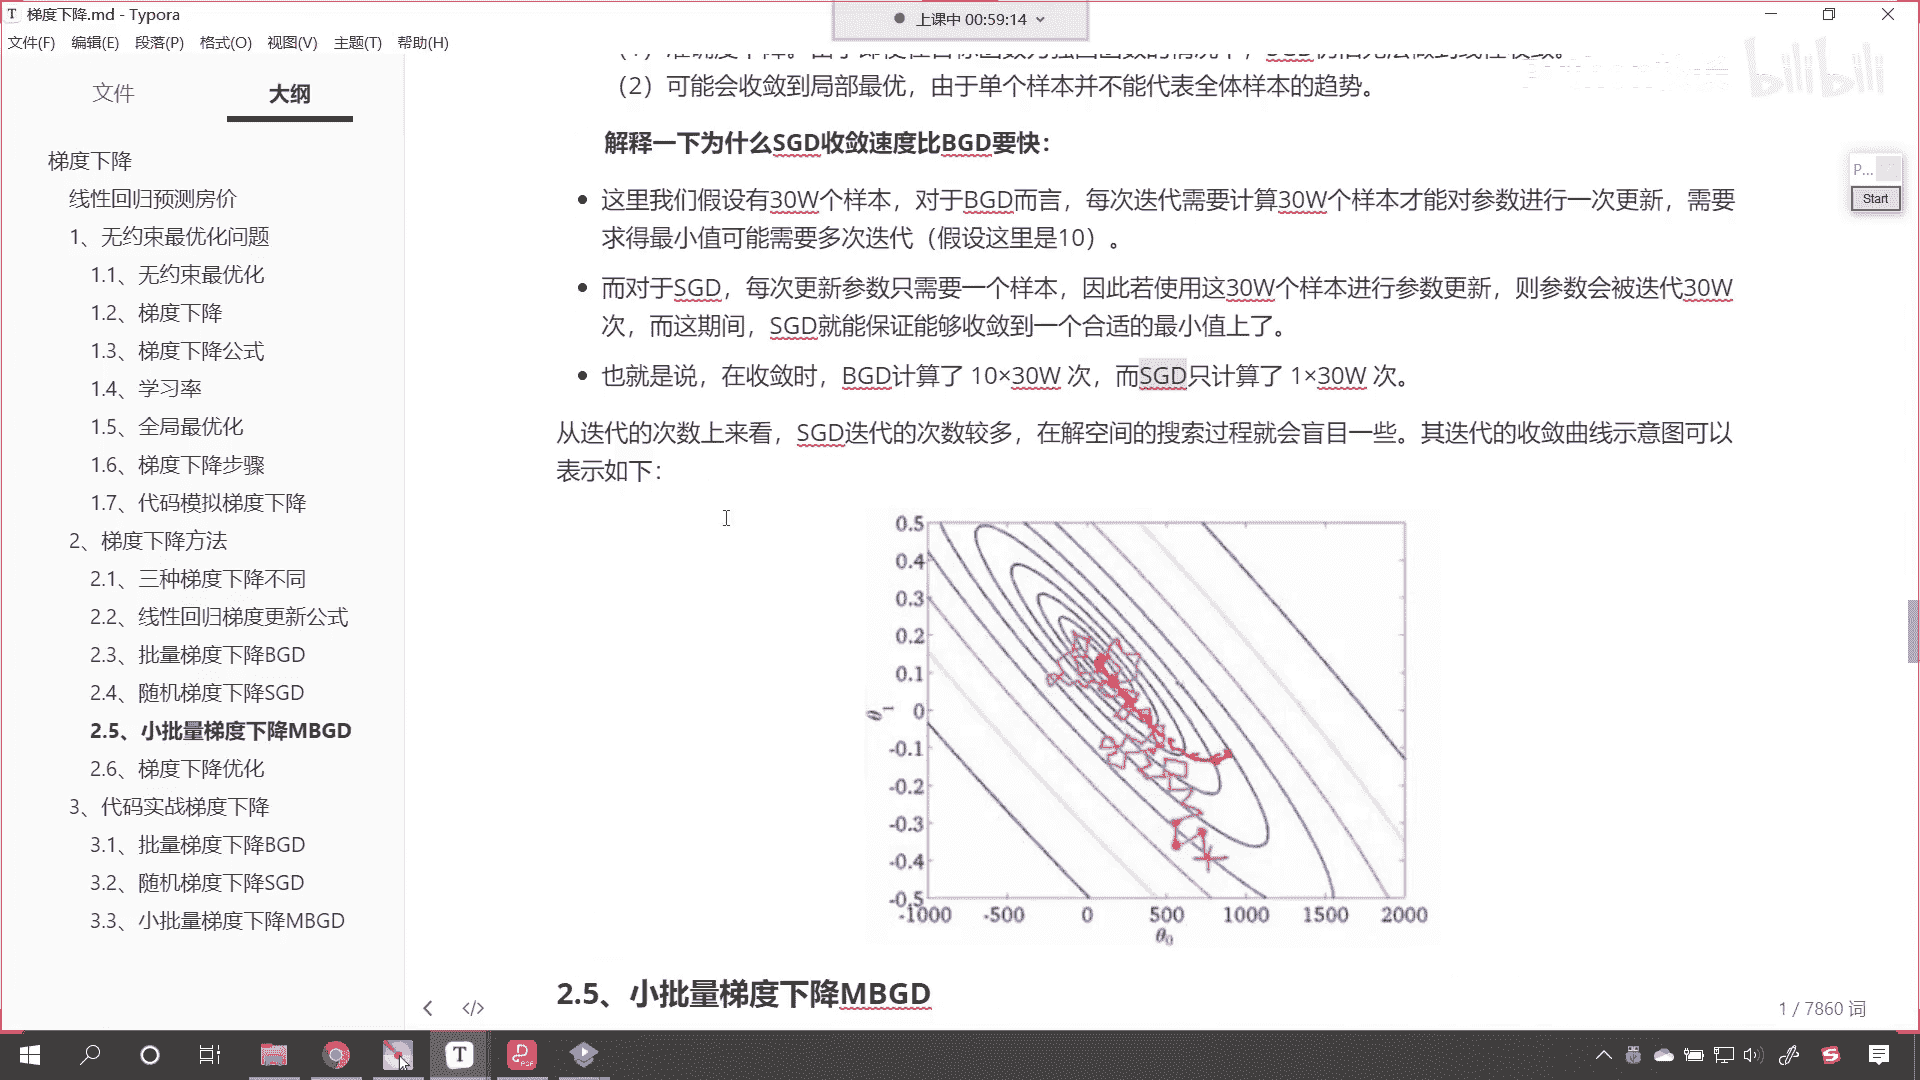 梯度下降.md - Typora
上课中 00:59:14
文件(F) 编辑(E) 段落(P) 格式(O) 视图(V) 主题(T) 帮助(H)
文件 大纲
梯度下降
线性回归预测房价
1、无约束最优化问题
1.1、无约束最优化
1.2、梯度下降
1.3、梯度下降公式
1.4、学习率
1.5、全局最优化
1.6、梯度下降步骤
1.7、代码模拟梯度下降
2、梯度下降方法
2.1、三种梯度下降不同
2.2、线性回归梯度更新公式
2.3、批量梯度下降BGD
2.4、随机梯度下降SGD
2.5、小批量梯度下降MBGD
2.6、梯度下降优化
3、代码实战梯度下降
3.1、批量梯度下降BGD
3.2、随机梯度下降SGD
3.3、小批量梯度下降MBGD
（2）可能会收敛到局部最优，由于单个样本并不能代表全体样本的趋势。
解释一下为什么SGD收敛速度比BGD要快：
这里我们假设有30W个样本，对于BGD而言，每次迭代需要计算30W个样本才能对参数进行一次更新，需要
求得最小值可能需要多次迭代（假设这里是10）。
而对于SGD，每次更新参数只需要一个样本，因此若使用这30W个样本进行参数更新，则参数会被迭代30W
次，而这期间，SGD就能保证能够收敛到一个合适的最小值上了。
也就是说，在收敛时，BGD计算了 10×30W 次，而SGD只计算了 1×30W 次。
从迭代的次数上来看，SGD迭代的次数较多，在解空间的搜索过程就会盲目一些。其迭代的收敛曲线示意图可以
表示如下：
0.5
0.4
0.3
0.2
0.1
0
-0.1
-0.2
-0.3
-0.4
-0.5
θ1
-1000 -500 0 500 1000 1500 2000
θ0
2.5、小批量梯度下降MBGD
1 / 7860 词
bilibili
P...
Start